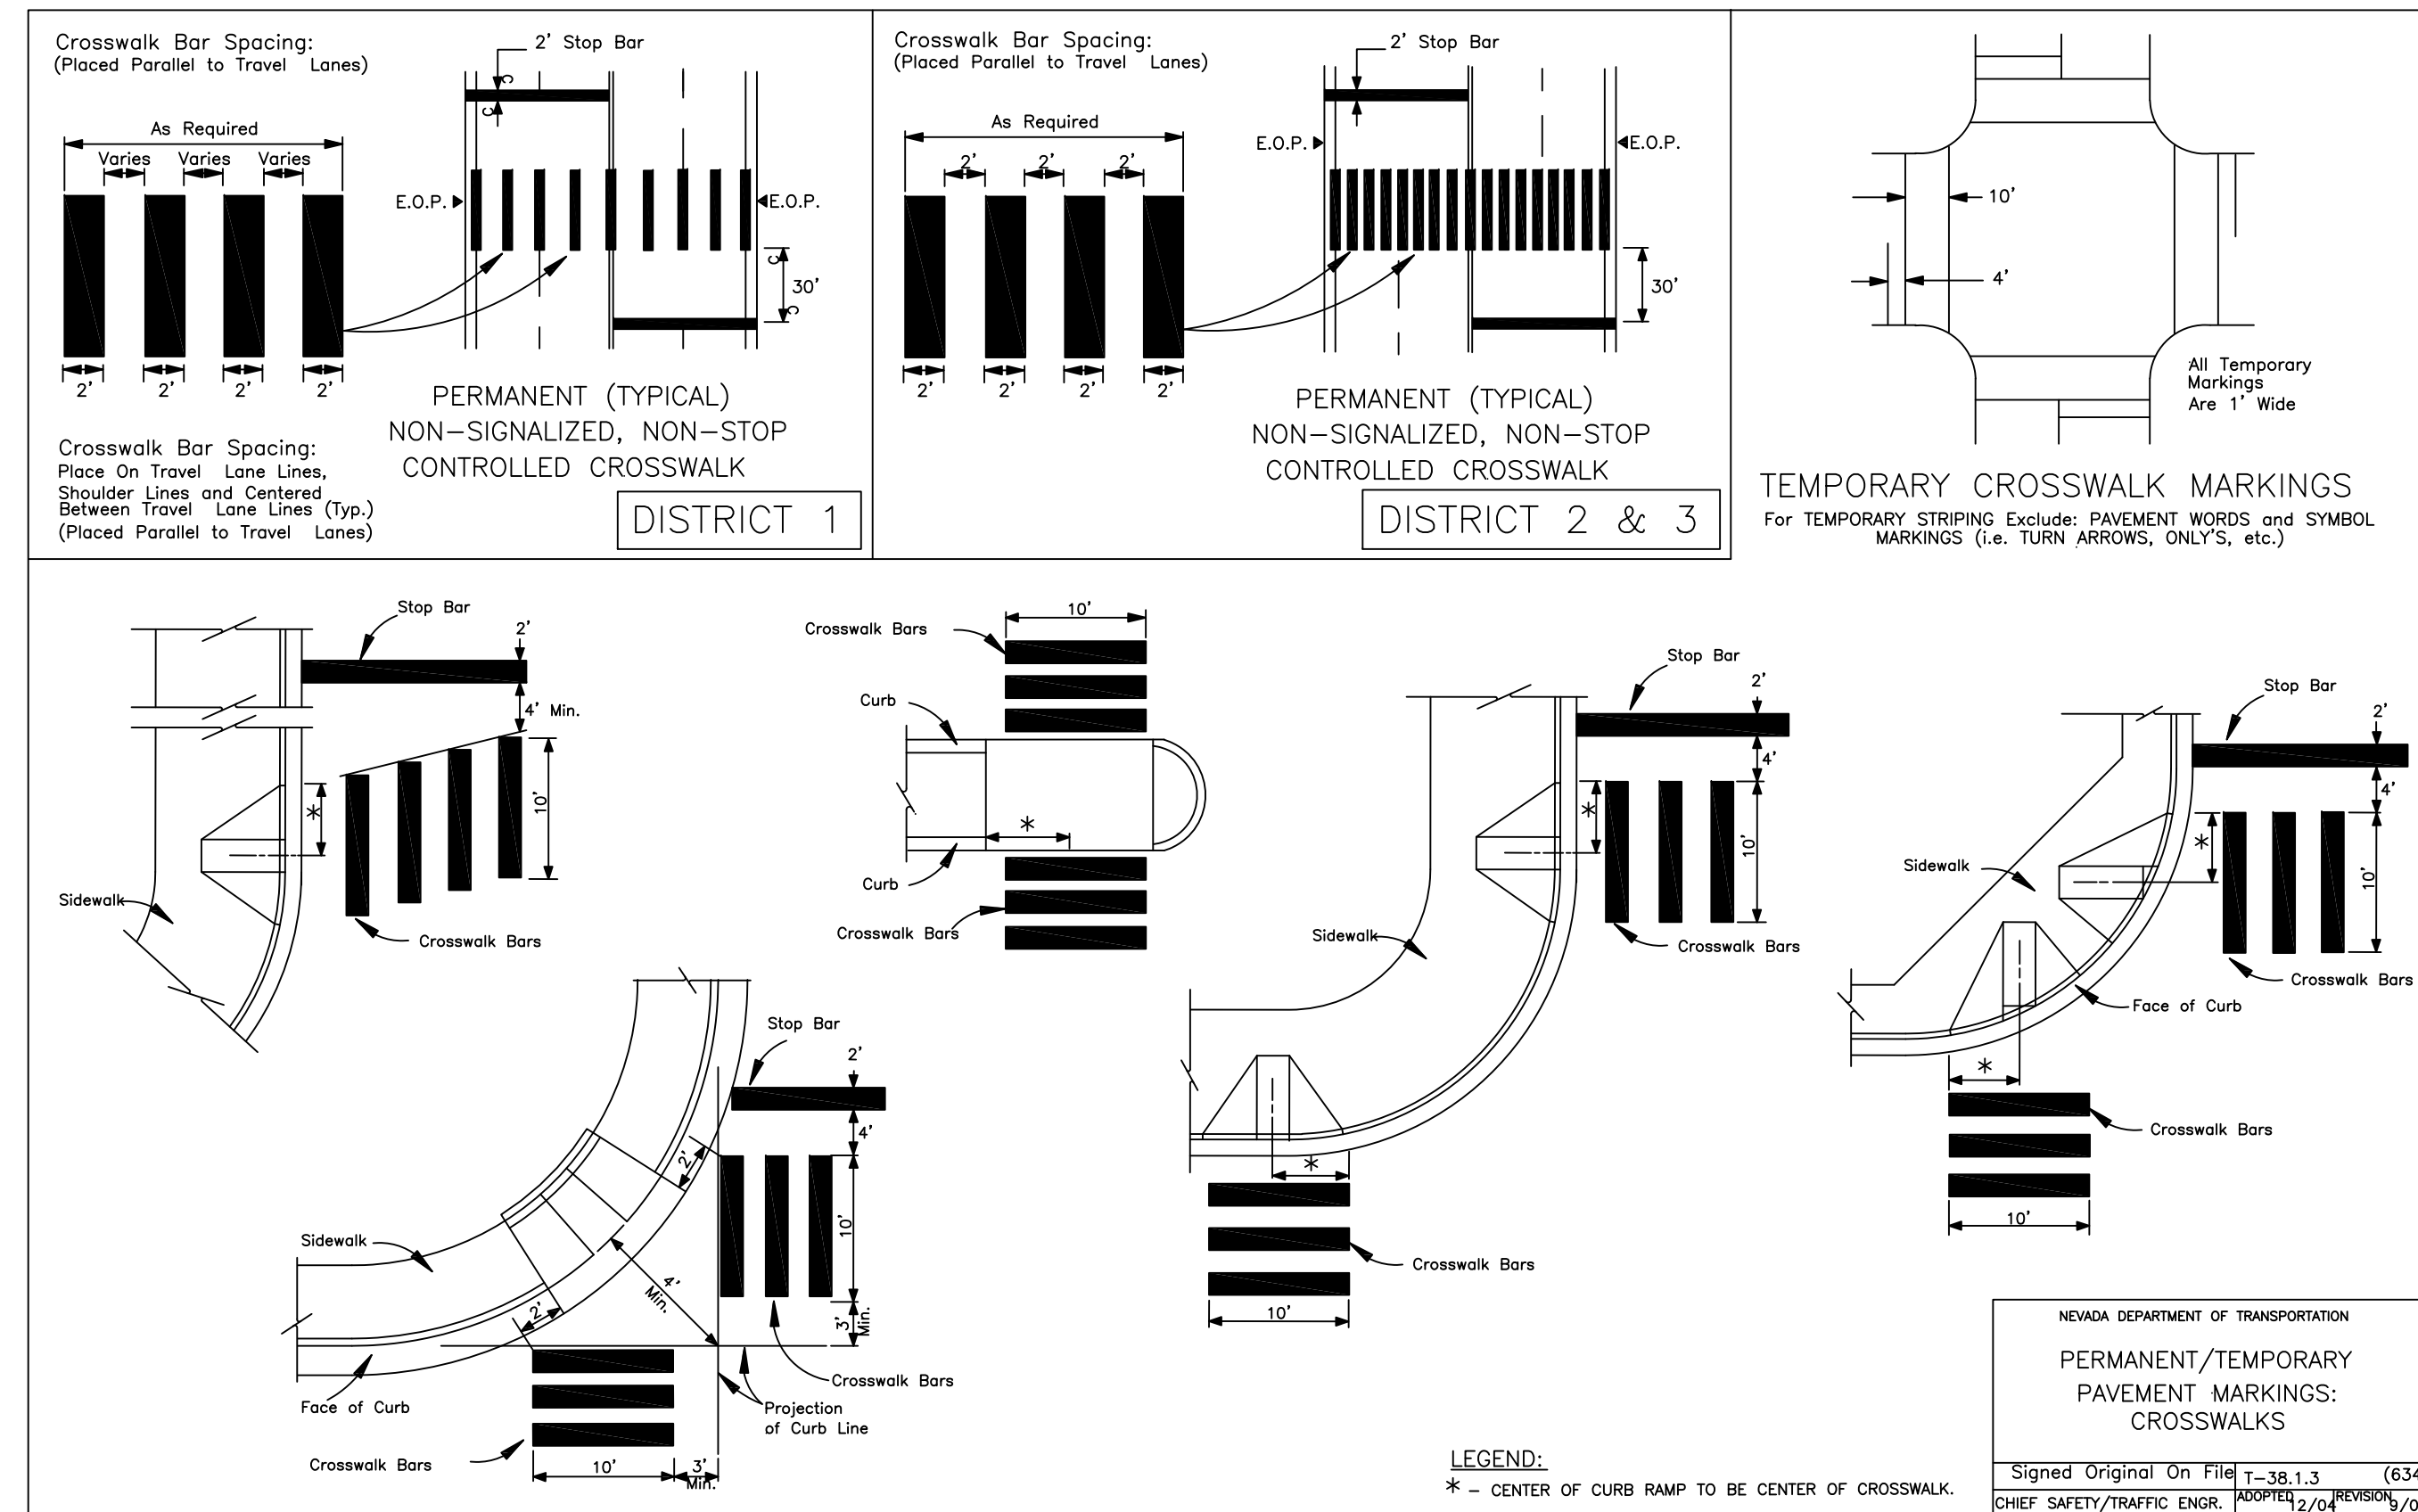 Crosswalk Bar Spacing:
(Placed Parallel to Travel Lanes)
2' Stop Bar
As Required
Varies Varies Varies
E.O.P.
E.O.P.
30'
2' 2' 2' 2'
PERMANENT (TYPICAL)
NON-SIGNALIZED, NON-STOP
CONTROLLED CROSSWALK
Crosswalk Bar Spacing:
Place On Travel Lane Lines,
Shoulder Lines and Centered
Between Travel Lane Lines (Typ.)
(Placed Parallel to Travel Lanes)
DISTRICT 1
Crosswalk Bar Spacing:
(Placed Parallel to Travel Lanes)
2' Stop Bar
As Required
2' 2' 2'
E.O.P.
E.O.P.
30'
2' 2' 2' 2'
PERMANENT (TYPICAL)
NON-SIGNALIZED, NON-STOP
CONTROLLED CROSSWALK
DISTRICT 2 & 3
10'
4'
All Temporary
Markings
Are 1' Wide
TEMPORARY CROSSWALK MARKINGS
For TEMPORARY STRIPING Exclude: PAVEMENT WORDS and SYMBOL
MARKINGS (i.e. TURN ARROWS, ONLY'S, etc.)
Stop Bar
2'
4' Min.
*
10'
Sidewalk
Crosswalk Bars
10'
Crosswalk Bars
Curb
*
Curb
Crosswalk Bars
Stop Bar
2'
4'
*
10'
Sidewalk
Crosswalk Bars
*
Crosswalk Bars
10'
Stop Bar
2'
4'
*
Sidewalk
10'
Crosswalk Bars
Face of Curb
*
Crosswalk Bars
10'
Stop Bar
2'
4'
2'
10'
Sidewalk
4'
Min.
2'
3'
Min.
Crosswalk Bars
Face of Curb
Projection
of Curb Line
Crosswalk Bars
10'
3'
Min.
LEGEND:
* - CENTER OF CURB RAMP TO BE CENTER OF CROSSWALK.
NEVADA DEPARTMENT OF TRANSPORTATION
PERMANENT/TEMPORARY
PAVEMENT MARKINGS:
CROSSWALKS
Signed Original On File T-38.1.3 (634
CHIEF SAFETY/TRAFFIC ENGR. ADOPTED 12/04 REVISION 9/0